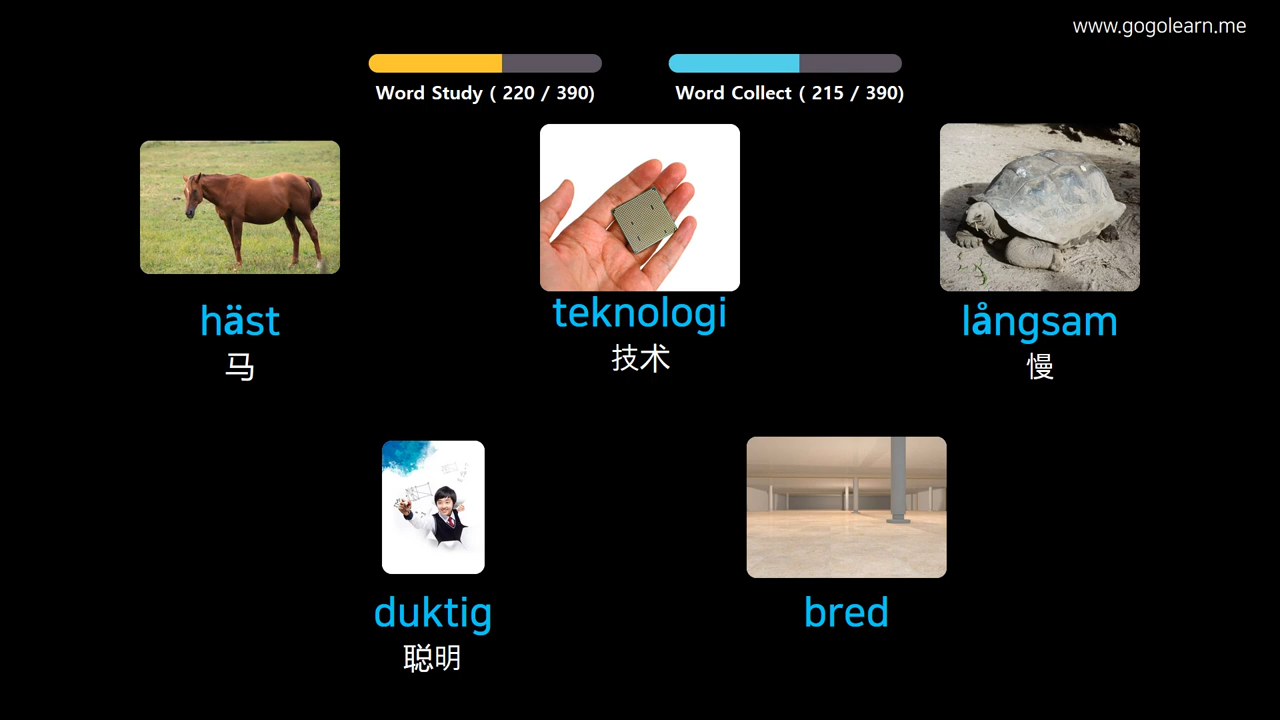 www.gogolearn.me
Word Study ( 220 / 390)
Word Collect ( 215 / 390)
häst
马
teknologi
技术
långsam
慢
duktig
聪明
bred